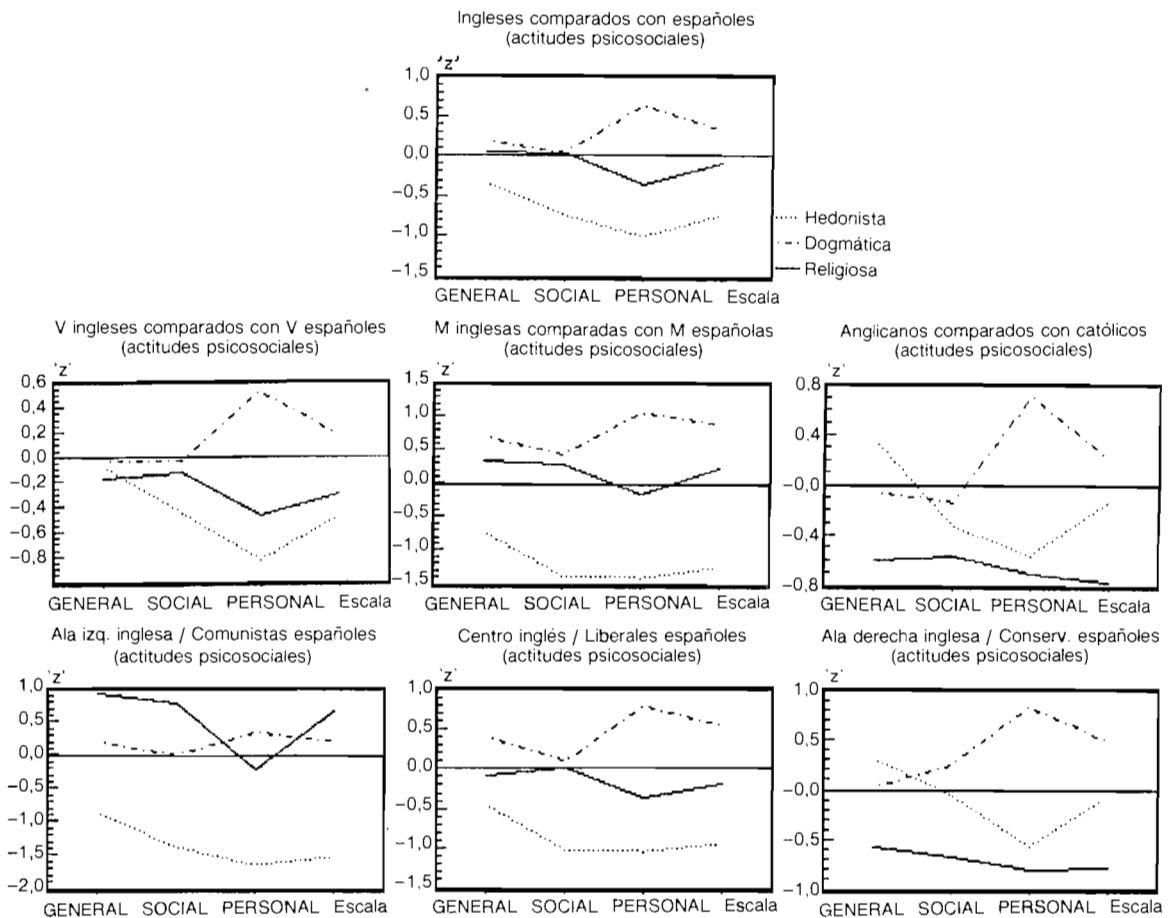 Ingleses comparados con españoles
(actitudes psicosociales)
'z'
1,0
0,5
0,0
−0,5
−1,0
−1,5
Hedonista
Dogmática
Religiosa
GENERAL SOCIAL PERSONAL Escala
V ingleses comparados con V españoles
(actitudes psicosociales)
'z'
0,6
0,4
0,2
0,0
−0,2
−0,4
−0,6
−0,8
GENERAL SOCIAL PERSONAL Escala
M inglesas comparadas con M españolas
(actitudes psicosociales)
'z'
1,5
1,0
0,5
0,0
−0,5
−1,0
−1,5
GENERAL SOCIAL PERSONAL Escala
Anglicanos comparados con católicos
(actitudes psicosociales)
'z'
0,8
0,4
−0,0
−0,4
−0,8
GENERAL SOCIAL PERSONAL Escala
Ala izq. inglesa / Comunistas españoles
(actitudes psicosociales)
'z'
1,0
0,5
0,0
−0,5
−1,0
−1,5
−2,0
GENERAL SOCIAL PERSONAL Escala
Centro inglés / Liberales españoles
(actitudes psicosociales)
'z'
1,0
0,5
0,0
−0,5
−1,0
−1,5
GENERAL SOCIAL PERSONAL Escala
Ala derecha inglesa / Conserv. españoles
(actitudes psicosociales)
'z'
1,0
0,5
−0,0
−0,5
−1,0
GENERAL SOCIAL PERSONAL Escala